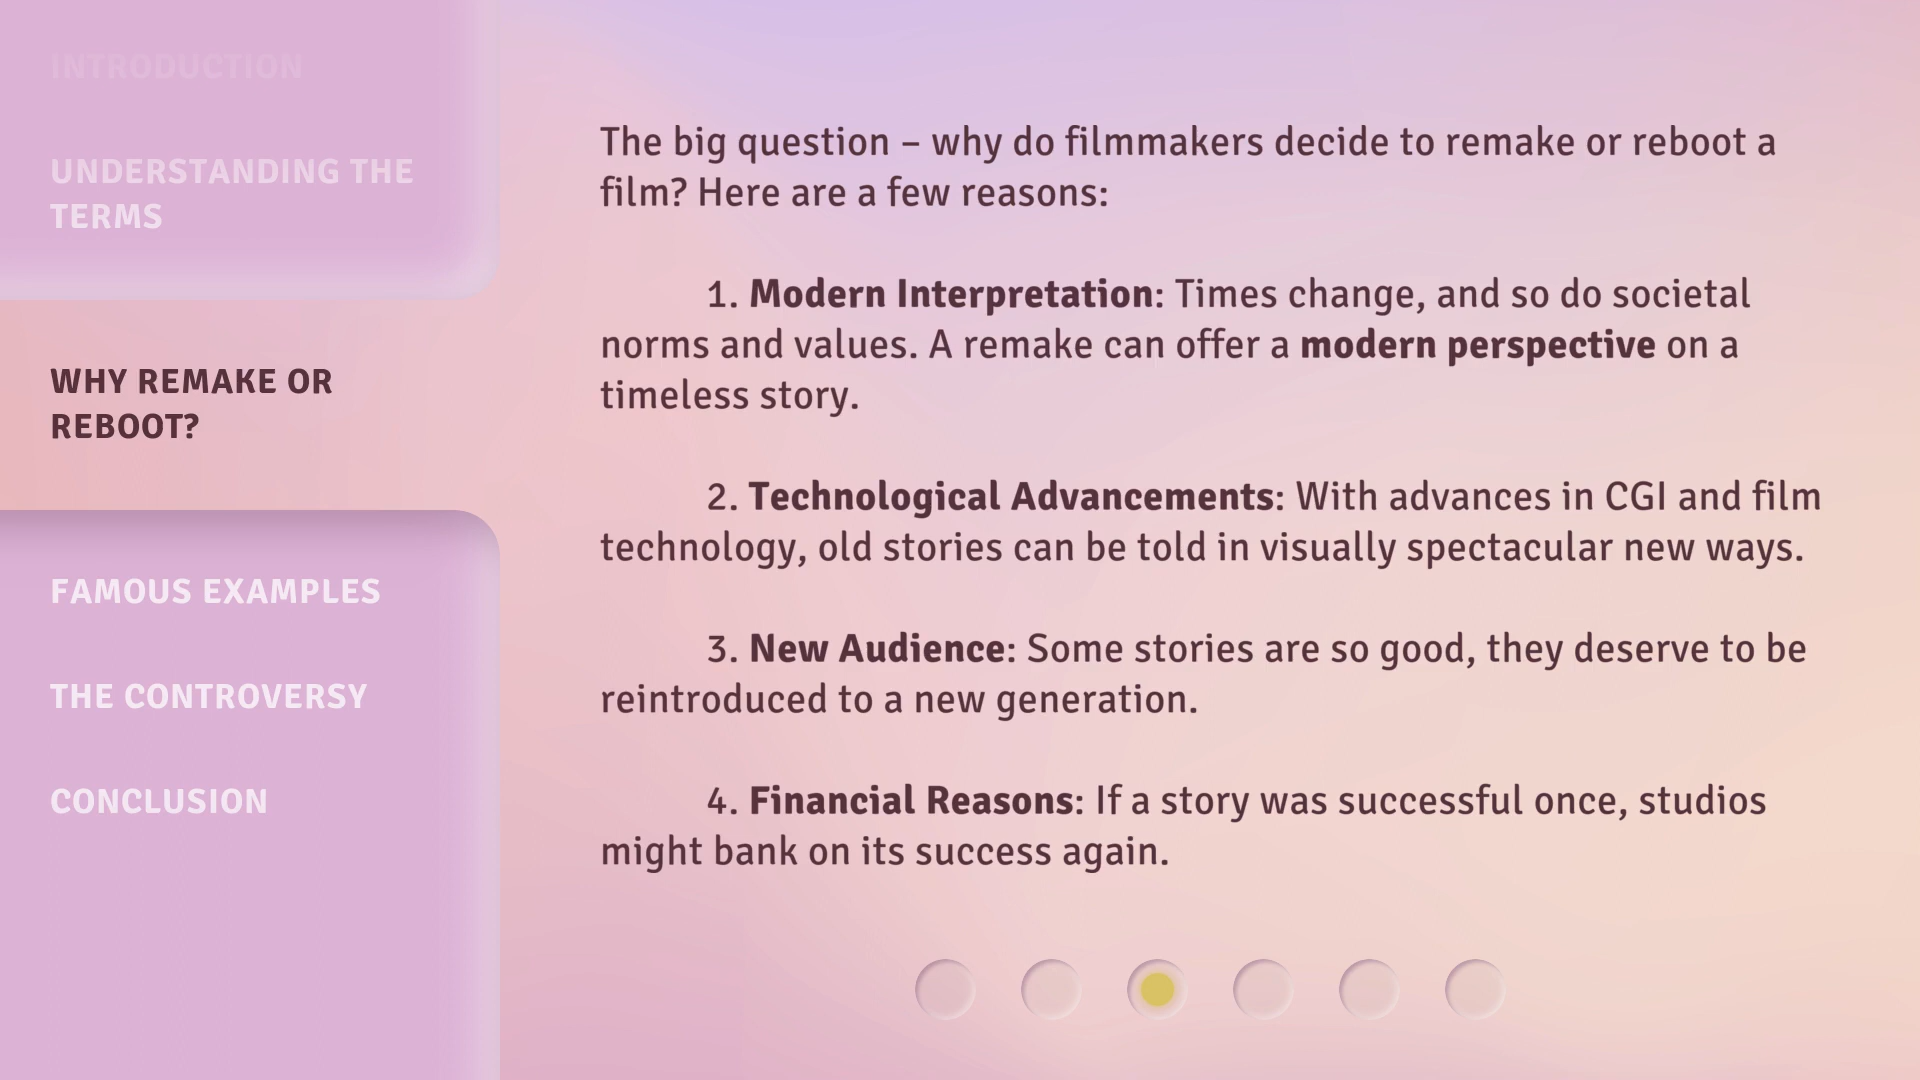 INTRODUCTION
UNDERSTANDING THE
TERMS
WHY REMAKE OR
REBOOT?
FAMOUS EXAMPLES
THE CONTROVERSY
CONCLUSION
The big question – why do filmmakers decide to remake or reboot a
film? Here are a few reasons:
1. Modern Interpretation: Times change, and so do societal
norms and values. A remake can offer a modern perspective on a
timeless story.
2. Technological Advancements: With advances in CGI and film
technology, old stories can be told in visually spectacular new ways.
3. New Audience: Some stories are so good, they deserve to be
reintroduced to a new generation.
4. Financial Reasons: If a story was successful once, studios
might bank on its success again.